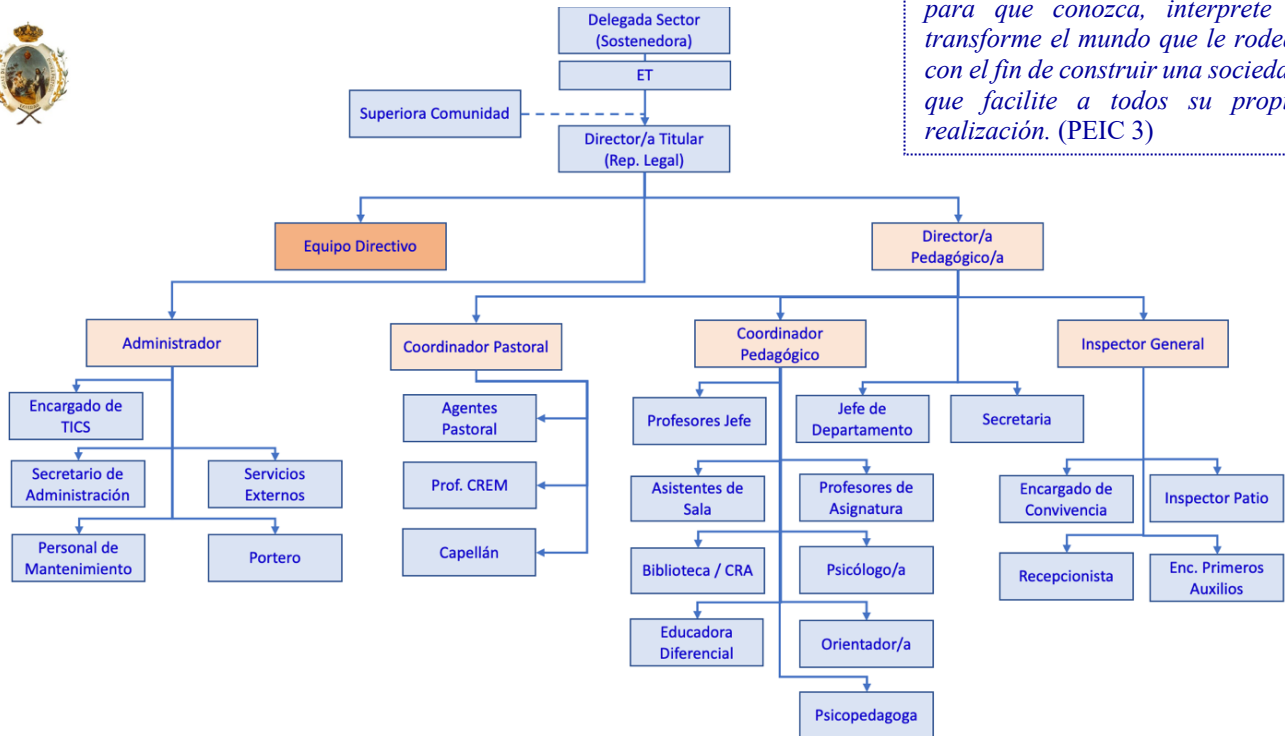 Delegada Sector
(Sostenedora)
ET
Superiora Comunidad
Director/a Titular
(Rep. Legal)
para que conozca, interprete
transforme el mundo que le
con el fin de construir una
que facilite a todos su
realización. (PEIC 3)
Equipo Directivo
Director/a
Pedagógico/a
Administrador
Coordinador Pastoral
Coordinador
Pedagógico
Inspector General
Encargado de
TICS
Secretario de
Administración
Servicios
Externos
Personal de
Mantenimiento
Portero
Agentes
Pastoral
Prof. CREM
Capellán
Profesores Jefe
Jefe de
Departamento
Secretaria
Asistentes de
Sala
Profesores de
Asignatura
Biblioteca / CRA
Psicólogo/a
Educadora
Diferencial
Orientador/a
Psicopedagoga
Encargado de
Convivencia
Inspector Patio
Recepcionista
Enc. Primeros
Auxilios